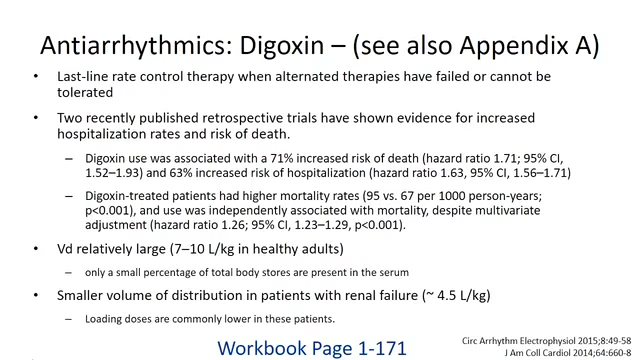 Antiarrhythmics: Digoxin – (see also Appendix A)
• Last-line rate control therapy when alternated therapies have failed or cannot be
tolerated
• Two recently published retrospective trials have shown evidence for increased
hospitalization rates and risk of death.
– Digoxin use was associated with a 71% increased risk of death (hazard ratio 1.71; 95% CI,
1.52–1.93) and 63% increased risk of hospitalization (hazard ratio 1.63, 95% CI, 1.56–1.71)
– Digoxin-treated patients had higher mortality rates (95 vs. 67 per 1000 person-years;
p<0.001), and use was independently associated with mortality, despite multivariate
adjustment (hazard ratio 1.26; 95% CI, 1.23–1.29, p<0.001).
• Vd relatively large (7–10 L/kg in healthy adults)
– only a small percentage of total body stores are present in the serum
• Smaller volume of distribution in patients with renal failure (~ 4.5 L/kg)
– Loading doses are commonly lower in these patients.
Workbook Page 1-171
Circ Arrhythm Electrophysiol 2015;8:49-58
J Am Coll Cardiol 2014;64:660-8